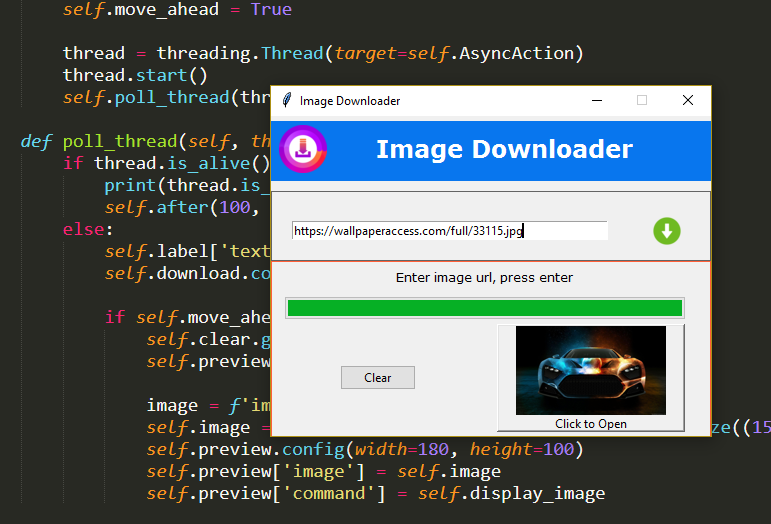 self.move_ahead = True
thread = threading.Thread(target=self.AsyncAction)
thread.start()
self.poll_thread(thr
def poll_thread(self, th
if thread.is_alive()
print(thread.is_
self.after(100,
else:
self.label['text
self.download.co
if self.move_ahe
self.clear.g
self.preview
image = f'im
self.image =
ze((15
self.preview.config(width=180, height=100)
self.preview['image'] = self.image
self.preview['command'] = self.display_image
Image Downloader
Image Downloader
https://wallpaperaccess.com/full/33115.jpg
Enter image url, press enter
Clear
Click to Open